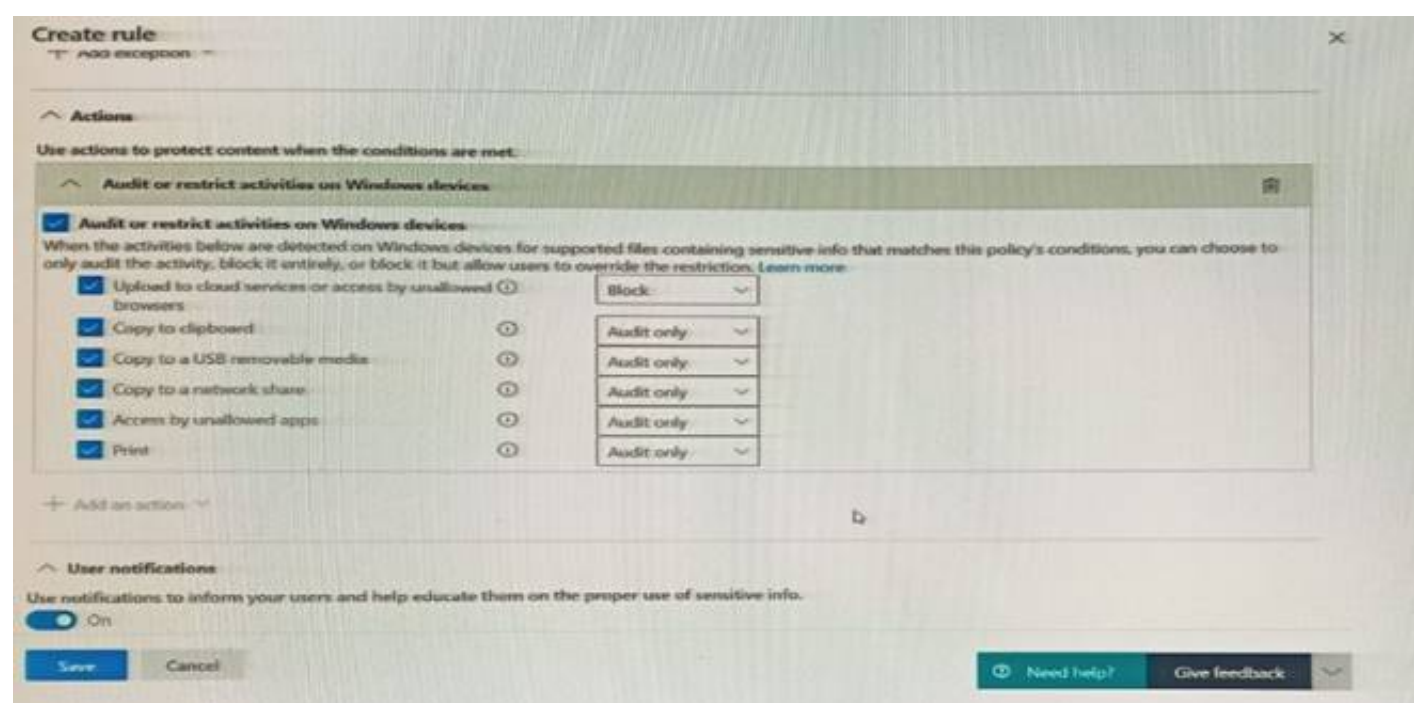 Create rule
+ Add exception
Actions
Use actions to protect content when the conditions are met.
Audit or restrict activities on Windows devices
Audit or restrict activities on Windows devices
When the activities below are detected on Windows devices for supported files containing sensitive info that matches this policy's conditions, you can choose to
only audit the activity, block it entirely, or block it but allow users to override the restriction. Learn more
Upload to cloud services or access by unallowed Block
browsers
Copy to clipboard Audit only
Copy to a USB removable media Audit only
Copy to a network share Audit only
Access by unallowed apps Audit only
Print Audit only
+ Add an action
User notifications
Use notifications to inform your users and help educate them on the proper use of sensitive info.
On
Save Cancel Need help? Give feedback